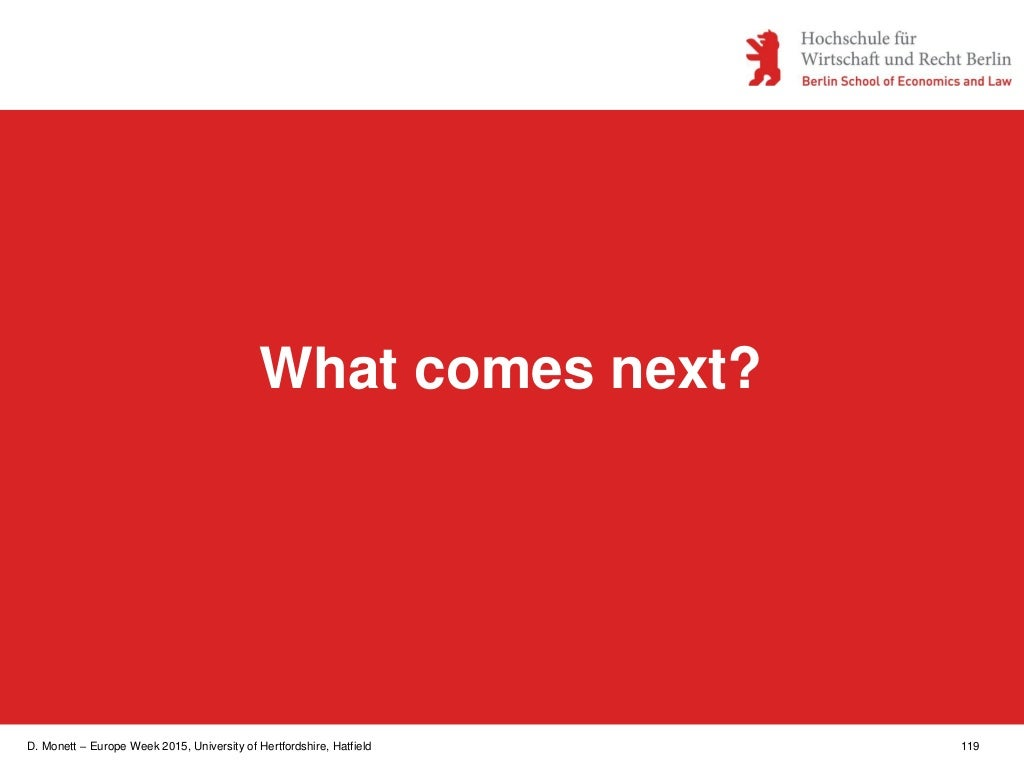 Hochschule für
Wirtschaft und Recht Berlin
Berlin School of Economics and Law
What comes next?
D. Monett – Europe Week 2015, University of Hertfordshire, Hatfield
119